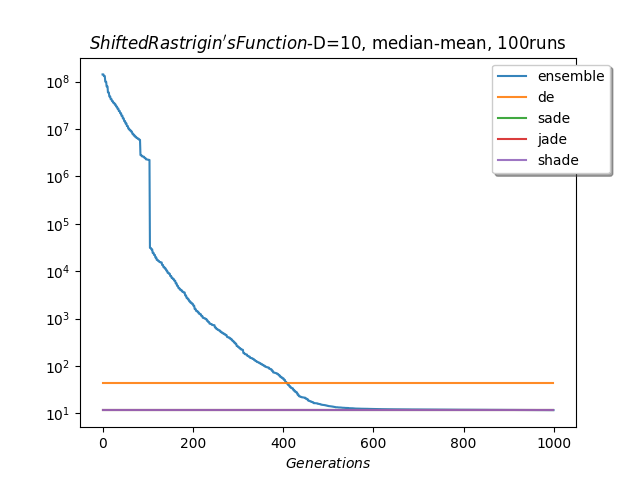 ShiftedRastrigin'sFunction-D=10, median-mean, 100runs
ensemble
de
sade
jade
shade
10^8
10^7
10^6
10^5
10^4
10^3
10^2
10^1
0 200 400 600 800 1000
Generations